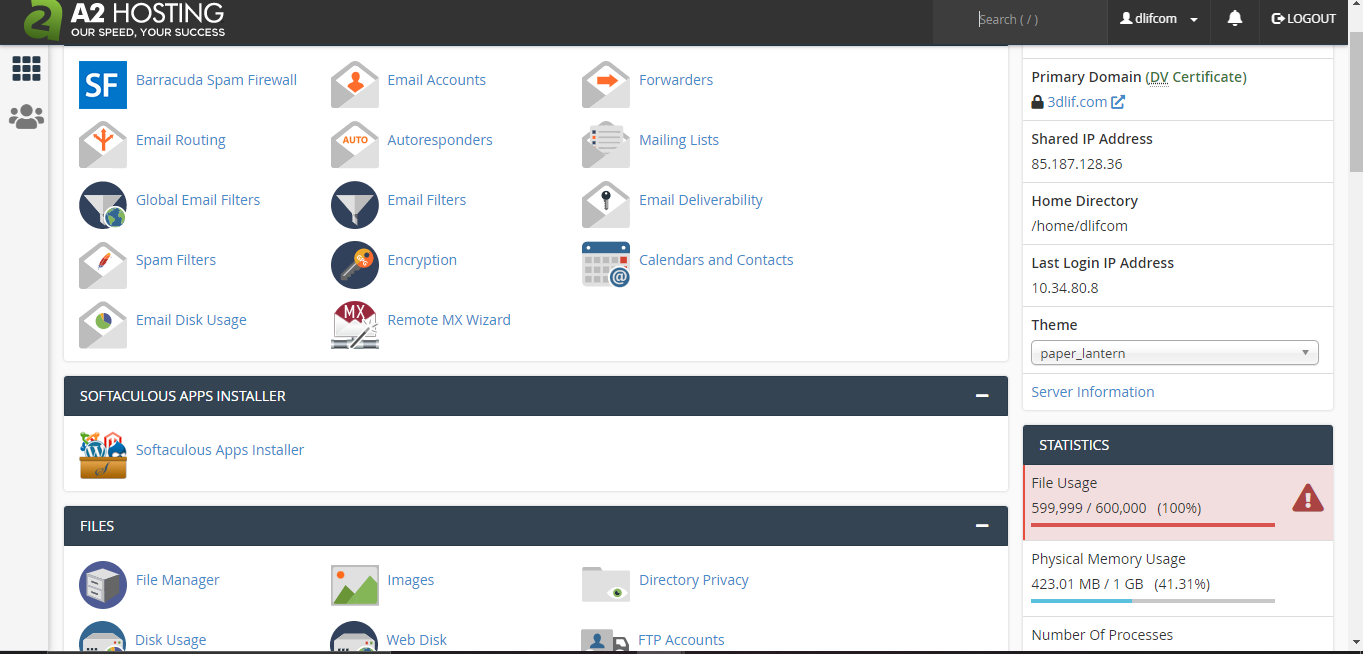 A2 HOSTING
OUR SPEED, YOUR SUCCESS
Search ( / )
dlifcom
LOGOUT
SF
Barracuda Spam Firewall
Email Accounts
Forwarders
Email Routing
AUTO
Autoresponders
Mailing Lists
Global Email Filters
Email Filters
Email Deliverability
Spam Filters
Encryption
@
Calendars and Contacts
Email Disk Usage
MX
Remote MX Wizard
SOFTACULOUS APPS INSTALLER
Softaculous Apps Installer
FILES
File Manager
Images
Directory Privacy
Disk Usage
Web Disk
FTP Accounts
Primary Domain (DV Certificate)
3dlif.com
Shared IP Address
85.187.128.36
Home Directory
/home/dlifcom
Last Login IP Address
10.34.80.8
Theme
paper_lantern
Server Information
STATISTICS
File Usage
599,999 / 600,000 (100%)
Physical Memory Usage
423.01 MB / 1 GB (41.31%)
Number Of Processes